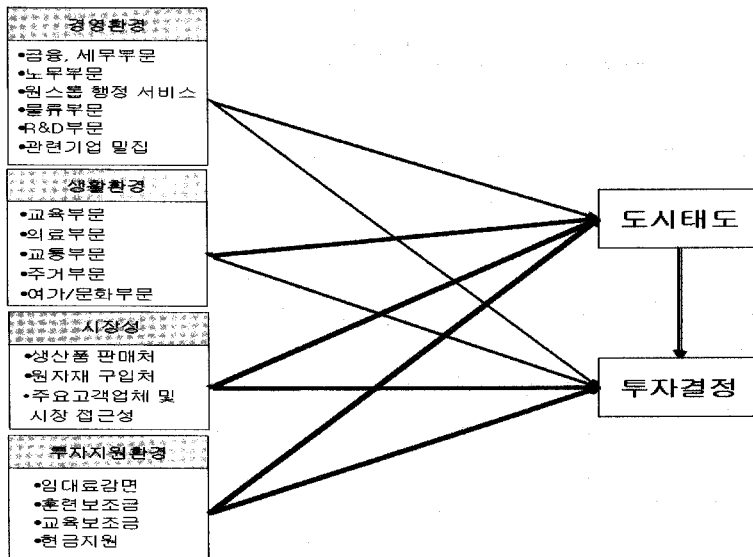 경영환경
•금융, 세무부문
•노무부문
•원스톱 행정 서비스
•물류부문
•R&D부문
•관련기업 밀집
생활환경
•교육부문
•의료부문
•교통부문
•주거부문
•여가/문화부문
시장성
•생산품 판매처
•원자재 구입처
•주요고객업체 및
시장 접근성
투자지원환경
•임대료감면
•훈련보조금
•교육보조금
•현금지원
도시태도
투자결정